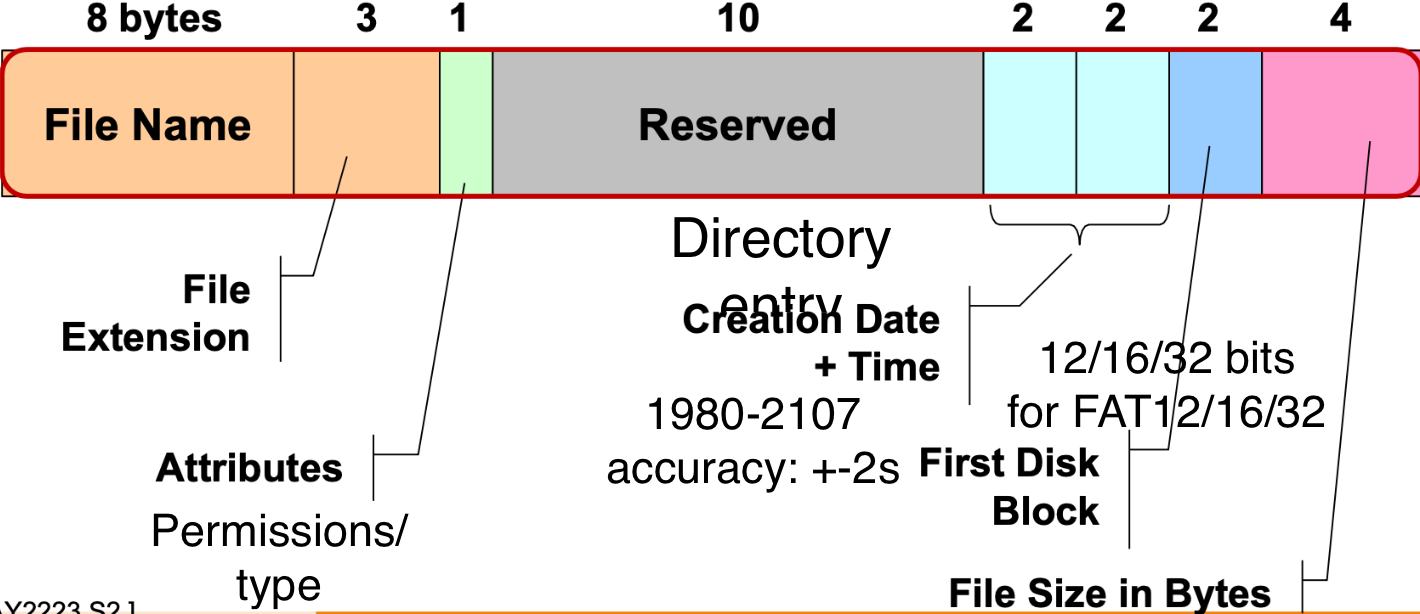 8 bytes 3 1 10 2 2 2 4
File Name Reserved
Directory
entry
File
Extension
Creation Date
+ Time
12/16/32 bits
for FAT12/16/32
1980-2107
accuracy: +-2s
Attributes
First Disk
Block
Permissions/
type
File Size in Bytes
AY2223 S2 ]